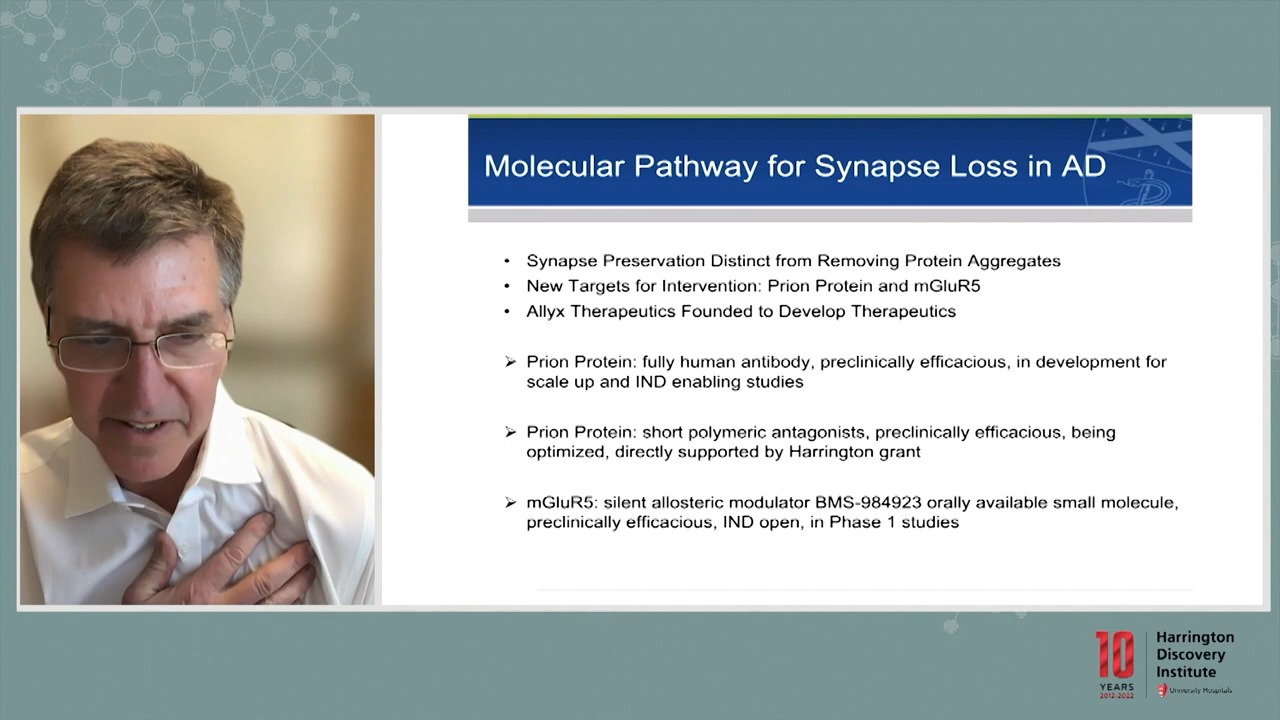 Molecular Pathway for Synapse Loss in AD
• Synapse Preservation Distinct from Removing Protein Aggregates
• New Targets for Intervention: Prion Protein and mGluR5
• Allyx Therapeutics Founded to Develop Therapeutics
➢ Prion Protein: fully human antibody, preclinically efficacious, in development for
scale up and IND enabling studies
➢ Prion Protein: short polymeric antagonists, preclinically efficacious, being
optimized, directly supported by Harrington grant
➢ mGluR5: silent allosteric modulator BMS-984923 orally available small molecule,
preclinically efficacious, IND open, in Phase 1 studies
10
YEARS
2012-2022
Harrington
Discovery
Institute
University Hospitals